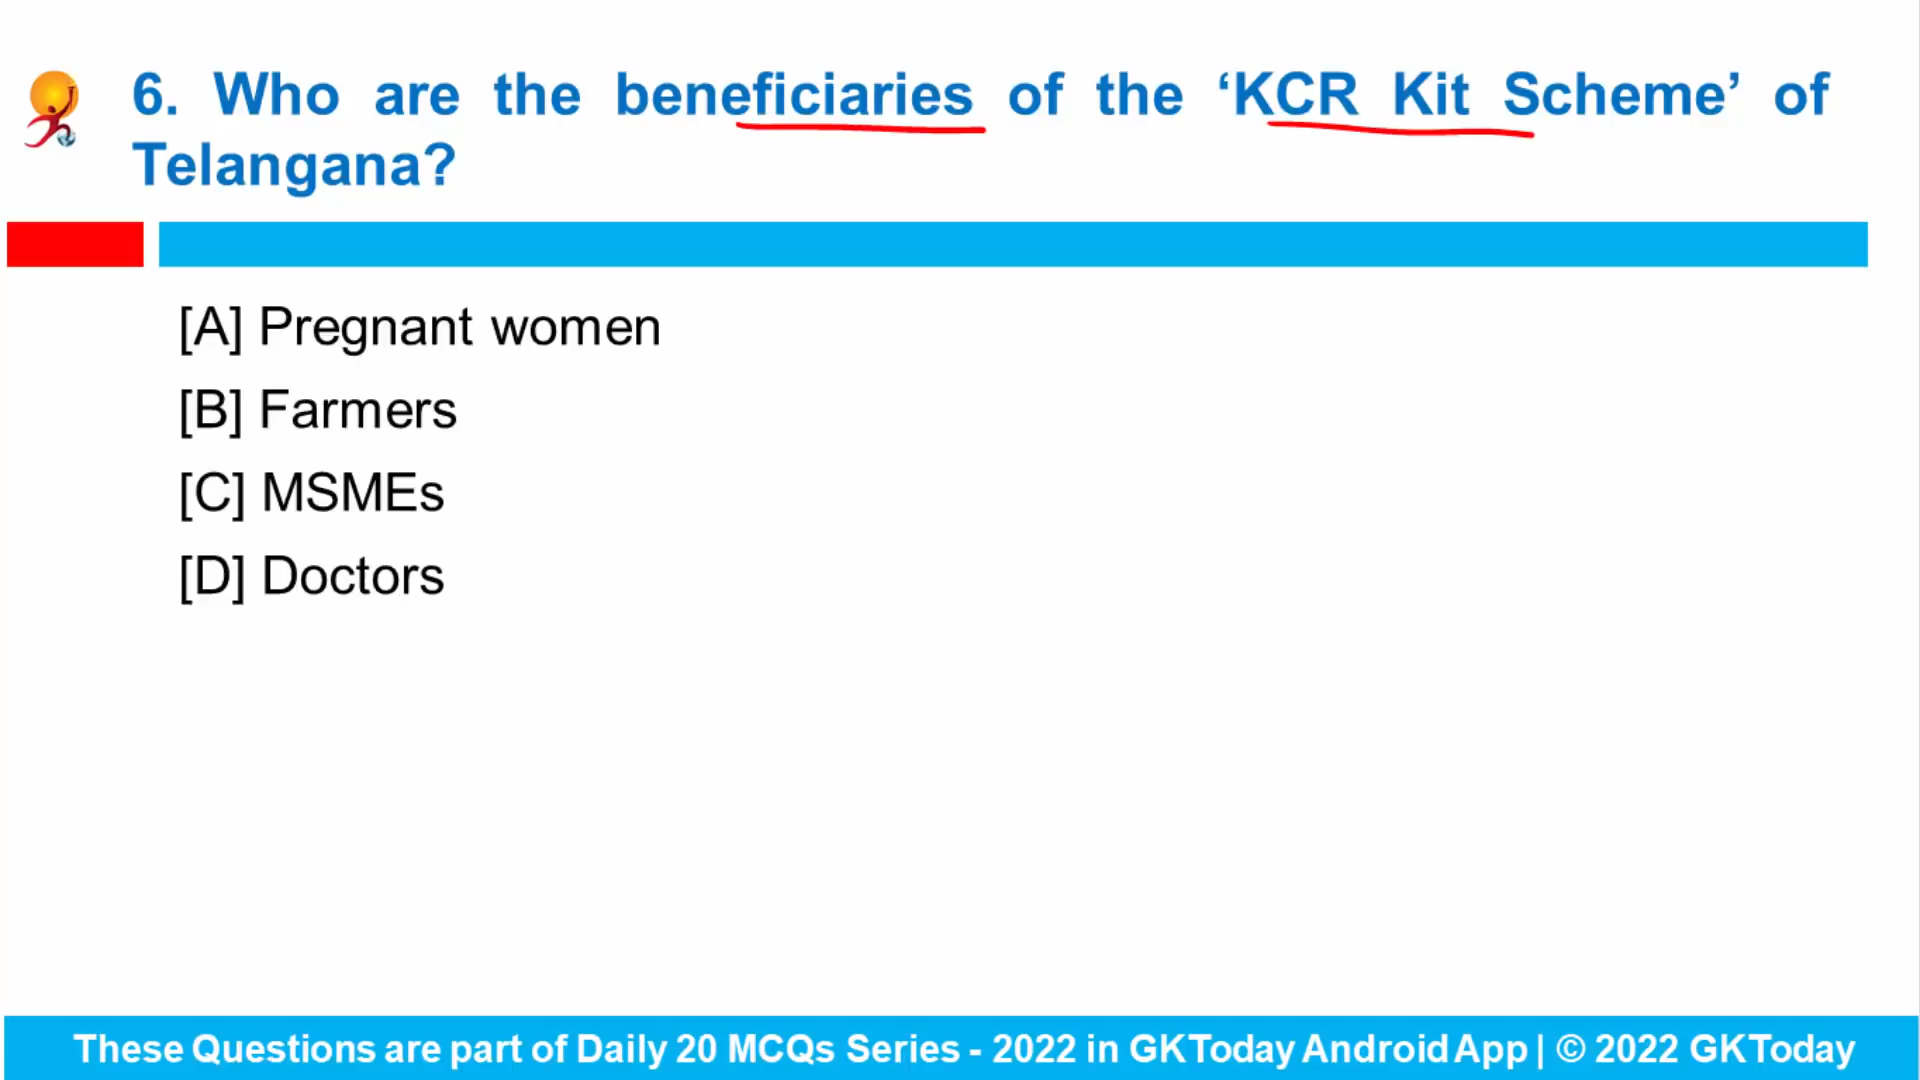 6. Who are the beneficiaries of the ‘KCR Kit Scheme’ of
Telangana?
[A] Pregnant women
[B] Farmers
[C] MSMEs
[D] Doctors
These Questions are part of Daily 20 MCQs Series - 2022 in GKToday Android App | © 2022 GKToday